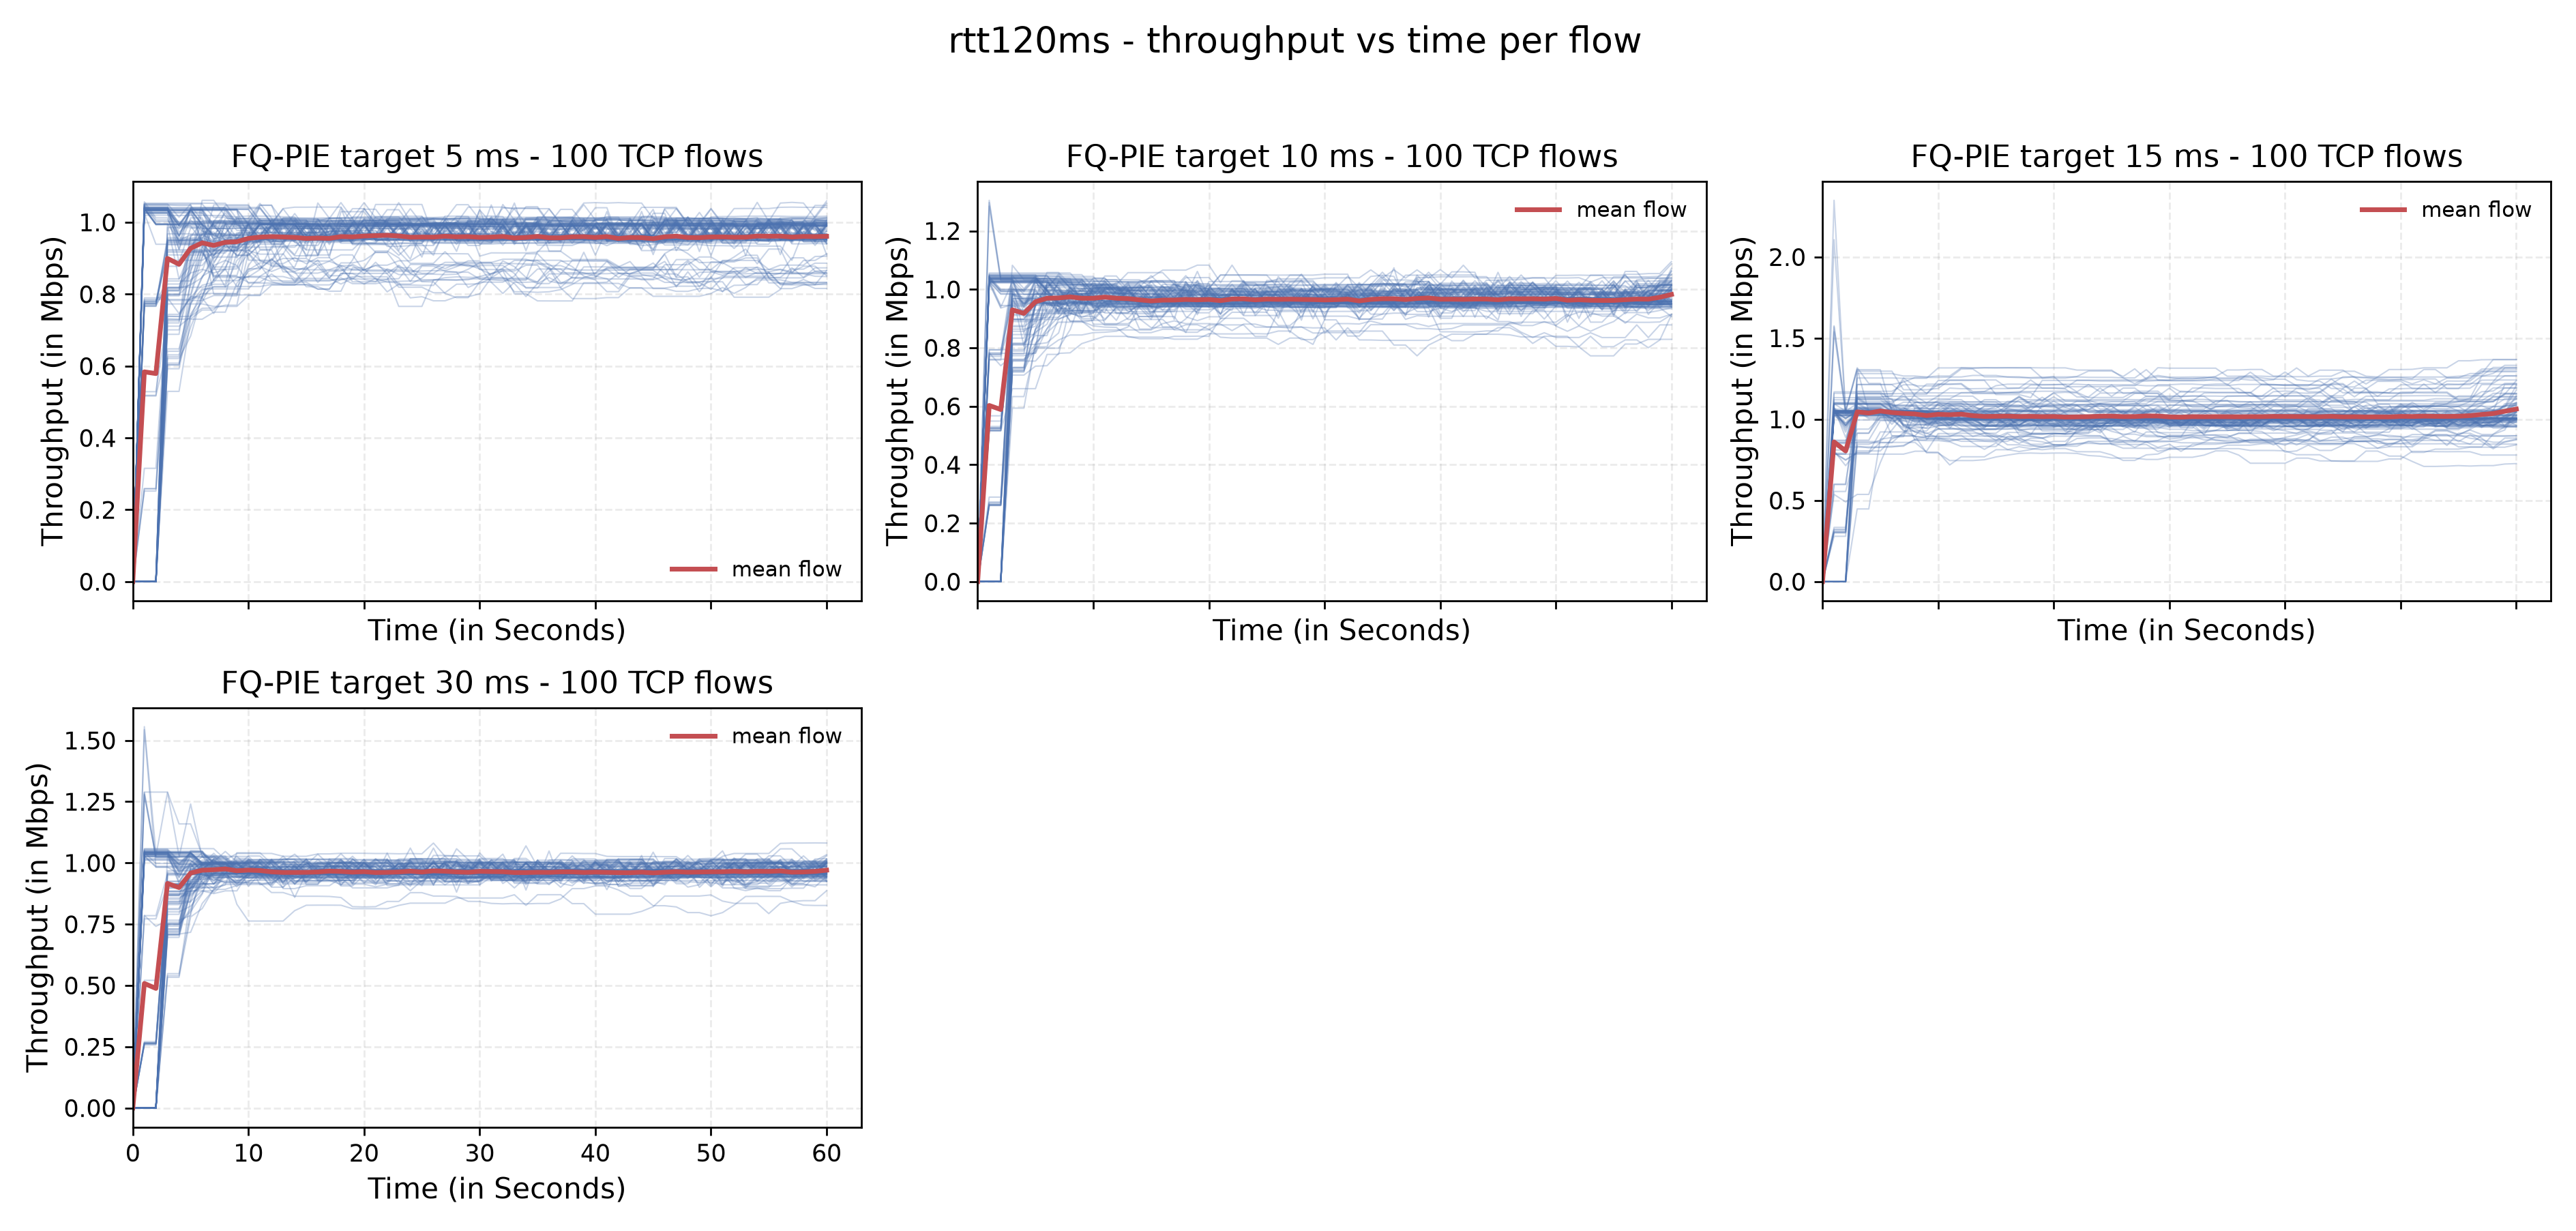 rtt120ms - throughput vs time per flow
FQ-PIE target 5 ms - 100 TCP flows
Throughput (in Mbps)
1.0
0.8
0.6
0.4
0.2
0.0
mean flow
Time (in Seconds)
FQ-PIE target 10 ms - 100 TCP flows
Throughput (in Mbps)
1.2
1.0
0.8
0.6
0.4
0.2
0.0
mean flow
Time (in Seconds)
FQ-PIE target 15 ms - 100 TCP flows
Throughput (in Mbps)
2.0
1.5
1.0
0.5
0.0
mean flow
Time (in Seconds)
FQ-PIE target 30 ms - 100 TCP flows
Throughput (in Mbps)
1.50
1.25
1.00
0.75
0.50
0.25
0.00
mean flow
0 10 20 30 40 50 60
Time (in Seconds)